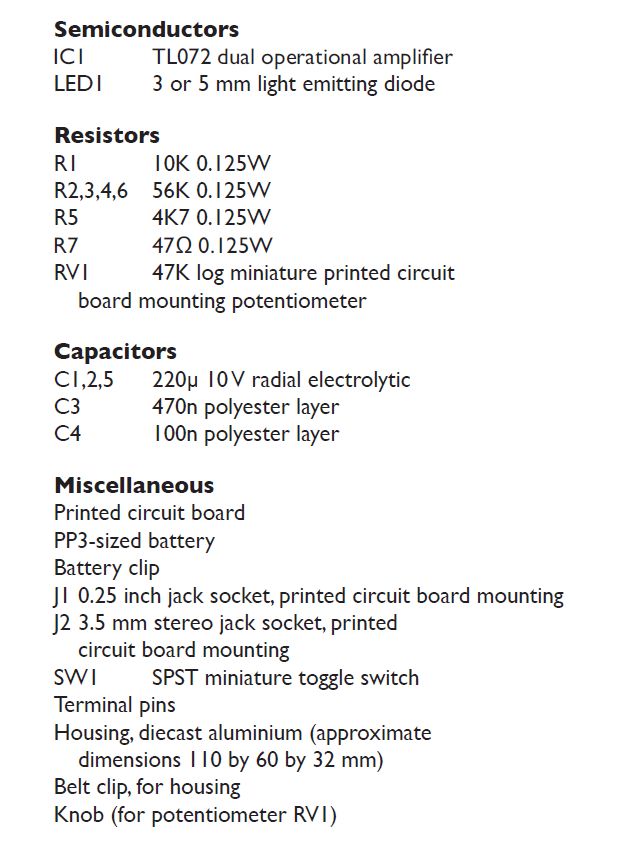 Semiconductors
IC1 TL072 dual operational amplifier
LED1 3 or 5 mm light emitting diode
Resistors
R1 10K 0.125W
R2,3,4,6 56K 0.125W
R5 4K7 0.125W
R7 47Ω 0.125W
RV1 47K log miniature printed circuit
board mounting potentiometer
Capacitors
C1,2,5 220µ 10V radial electrolytic
C3 470n polyester layer
C4 100n polyester layer
Miscellaneous
Printed circuit board
PP3-sized battery
Battery clip
J1 0.25 inch jack socket, printed circuit board mounting
J2 3.5 mm stereo jack socket, printed
circuit board mounting
SW1 SPST miniature toggle switch
Terminal pins
Housing, diecast aluminium (approximate
dimensions 110 by 60 by 32 mm)
Belt clip, for housing
Knob (for potentiometer RV1)